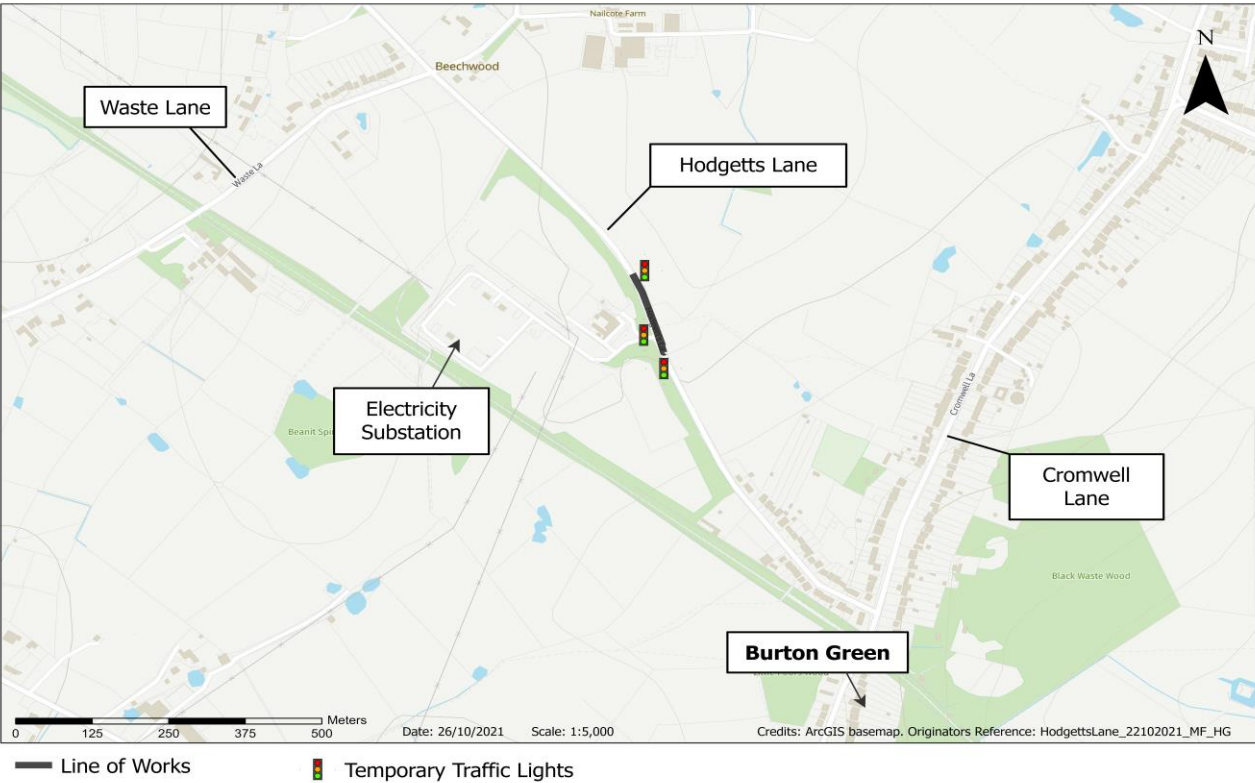 Nailcote Farm
N
Beechwood
Waste Lane
Waste La
Hodgetts Lane
Electricity
Substation
Beanit Spi
Cromwell La
Cromwell
Lane
Black Waste Wood
Burton Green
Meters
0 125 250 375 500
Date: 26/10/2021 Scale: 1:5,000
Credits: ArcGIS basemap. Originators Reference: HodgettsLane_22102021_MF_HG
Line of Works
Temporary Traffic Lights